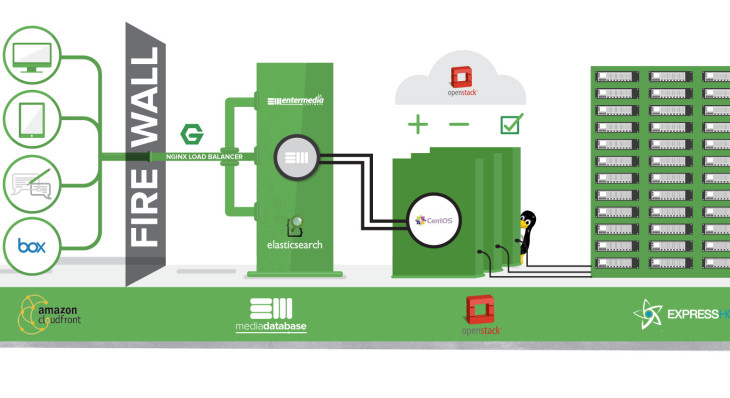 box
FIRE WALL
NGINX LOAD BALANCER
entermedia
elasticsearch
openstack
CentOS
amazon
cloudfront
mediadatabase
openstack
EXPRESS